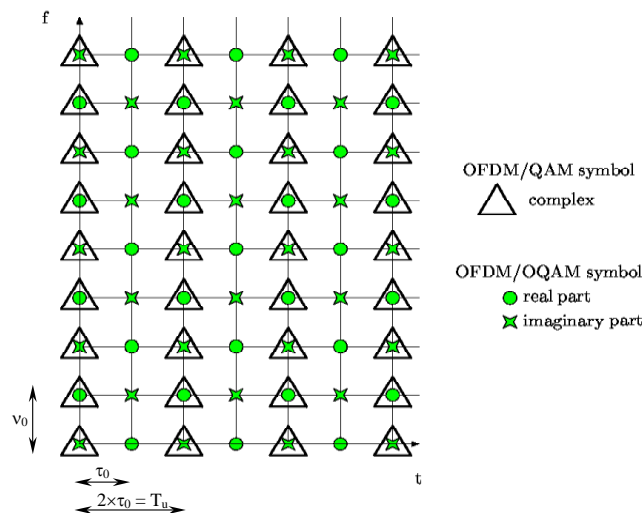 f
OFDM/QAM symbol
complex
OFDM/OQAM symbol
real part
imaginary part
ν₀
τ₀
t
2×τ₀ = Tᵤ